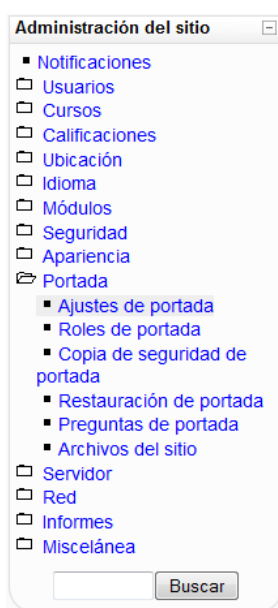 Administración del sitio
Notificaciones
Usuarios
Cursos
Calificaciones
Ubicación
Idioma
Módulos
Seguridad
Apariencia
Portada
Ajustes de portada
Roles de portada
Copia de seguridad de
portada
Restauración de portada
Preguntas de portada
Archivos del sitio
Servidor
Red
Informes
Miscelánea
Buscar